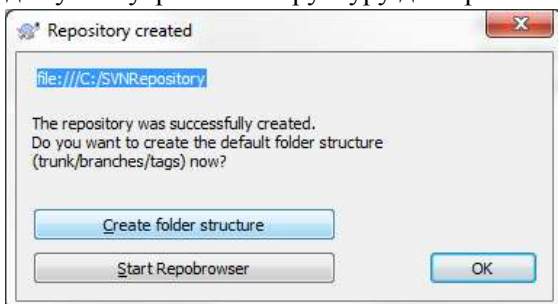 Repository created
file:///C:/SVNRepository
The repository was successfully created.
Do you want to create the default folder structure
(trunk/branches/tags) now?
Create folder structure
Start Repobrowser
OK